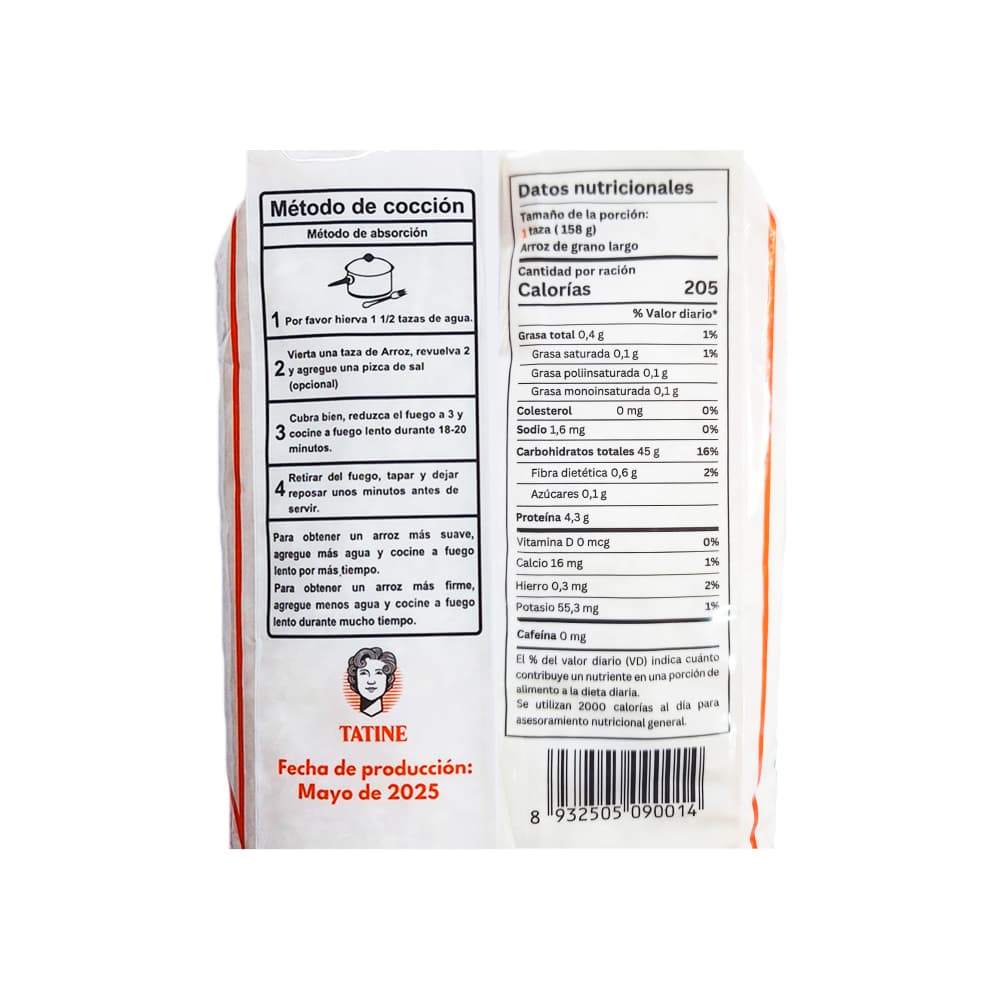 Método de cocción
Método de absorción
1 Por favor hierva 1 1/2 tazas de agua.
Vierta una taza de Arroz, revuelva 2
2 y agregue una pizca de sal
(opcional)
Cubra bien, reduzca el fuego a 3 y
3 cocine a fuego lento durante 18-20
minutos.
Retirar del fuego, tapar y dejar
4 reposar unos minutos antes de
servir.
Para obtener un arroz más suave,
agregue más agua y cocine a fuego
lento por más tiempo.
Para obtener un arroz más firme,
agregue menos agua y cocine a fuego
lento durante mucho tiempo.
TATINE
Fecha de producción:
Mayo de 2025
Datos nutricionales
Tamaño de la porción:
1 taza ( 158 g)
Arroz de grano largo
Cantidad por ración
Calorías 205
% Valor diario*
Grasa total 0,4 g 1%
Grasa saturada 0,1 g 1%
Grasa poliinsaturada 0,1 g
Grasa monoinsaturada 0,1 g
Colesterol 0 mg 0%
Sodio 1,6 mg 0%
Carbohidratos totales 45 g 16%
Fibra dietética 0,6 g 2%
Azúcares 0,1 g
Proteína 4,3 g
Vitamina D 0 mcg 0%
Calcio 16 mg 1%
Hierro 0,3 mg 2%
Potasio 55,3 mg 1%
Cafeína 0 mg
El % del valor diario (VD) indica cuánto
contribuye un nutriente en una porción de
alimento a la dieta diaria.
Se utilizan 2000 calorías al día para
asesoramiento nutricional general.
8 932505 090014